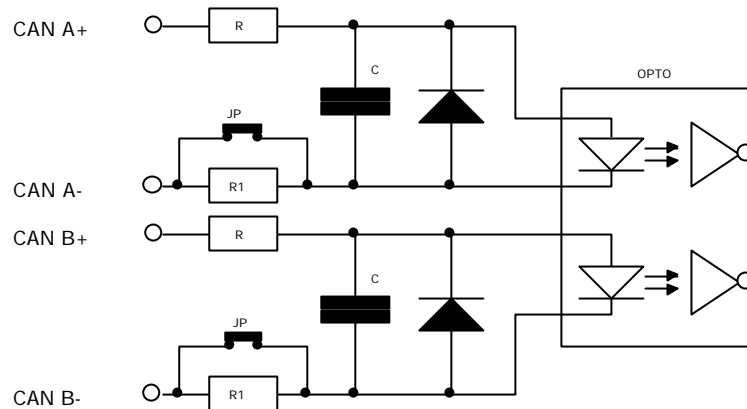 CAN A+
R
C
OPTO
JP
CAN A-
R1
CAN B+
R
C
JP
CAN B-
R1